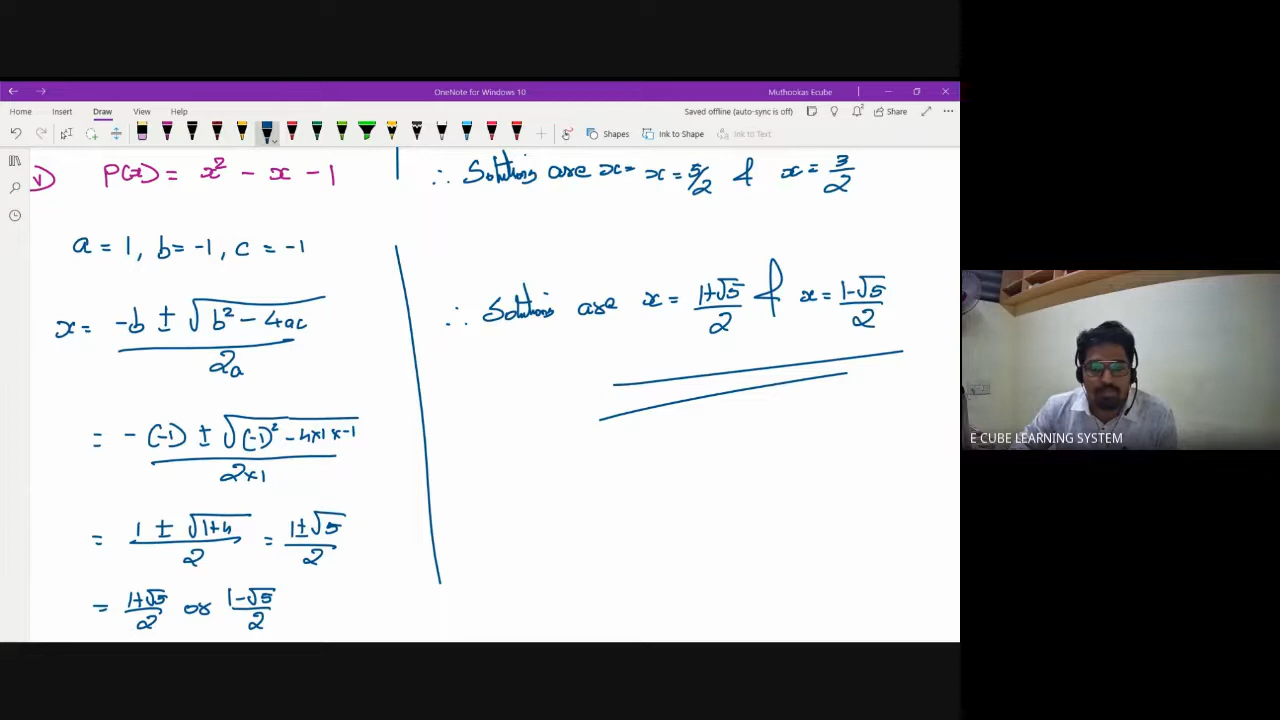 OneNote for Windows 10
Muthookas Ecube
Home Insert Draw View Help
Saved offline (auto-sync is off)
Share
Shapes
Ink to Shape
Ink to Text
v) P(x) = x² - x - 1
a = 1, b = -1, c = -1
x = (-b ± √(b² - 4ac))/2a
= (-(-1) ± √((-1)² - 4×1×-1))/2×1
= (1 ± √(1+4))/2 = (1±√5)/2
= (1+√5)/2 or (1-√5)/2
∴ Solutions are x = x = 5/2 & x = 3/2
∴ Solutions are x = (1+√5)/2 & x = (1-√5)/2
E CUBE LEARNING SYSTEM